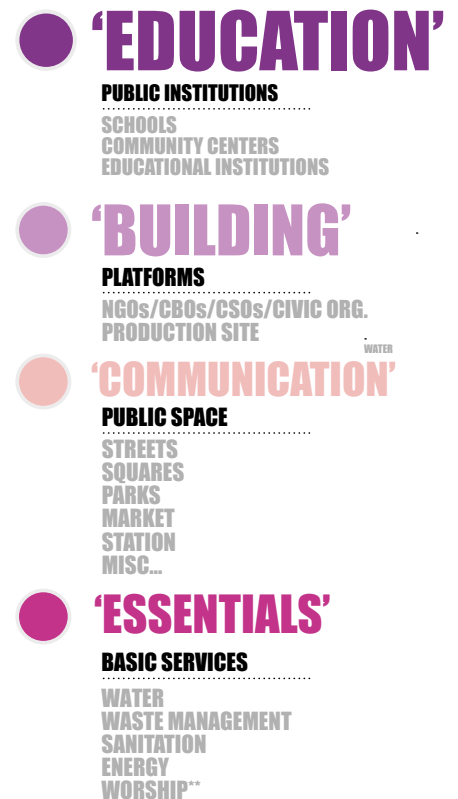 ‘EDUCATION’
PUBLIC INSTITUTIONS
SCHOOLS
COMMUNITY CENTERS
EDUCATIONAL INSTITUTIONS
‘BUILDING’
PLATFORMS
NGOs/CBOs/CSOs/CIVIC ORG.
PRODUCTION SITE
WATER
‘COMMUNICATION’
PUBLIC SPACE
STREETS
SQUARES
PARKS
MARKET
STATION
MISC...
‘ESSENTIALS’
BASIC SERVICES
WATER
WASTE MANAGEMENT
SANITATION
ENERGY
WORSHIP**